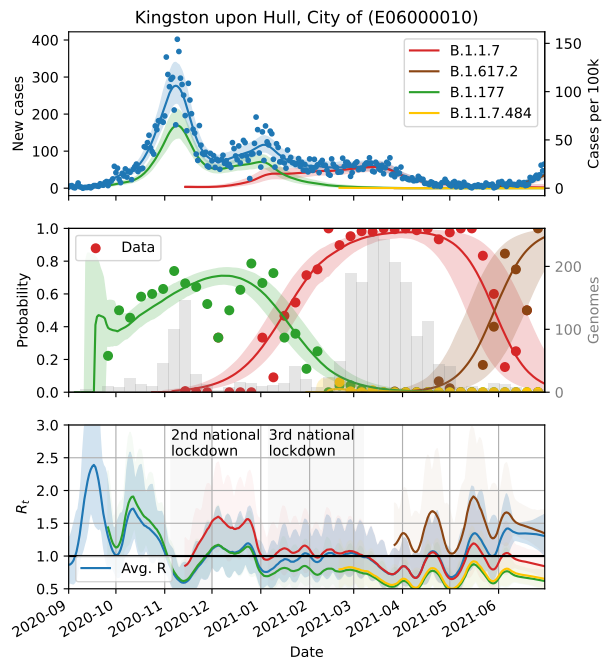 Kingston upon Hull, City of (E06000010)
400
300
200
100
0
New cases
150
100
50
0
Cases per 100k
B.1.1.7
B.1.617.2
B.1.177
B.1.1.7.484
1.0
0.8
0.6
0.4
0.2
0.0
Probability
Data
200
100
0
Genomes
3.0
2.5
2.0
1.5
1.0
0.5
Rt
2nd national
lockdown
3rd national
lockdown
Avg. R
2020-09
2020-10
2020-11
2020-12
2021-01
2021-02
2021-03
2021-04
2021-05
2021-06
Date